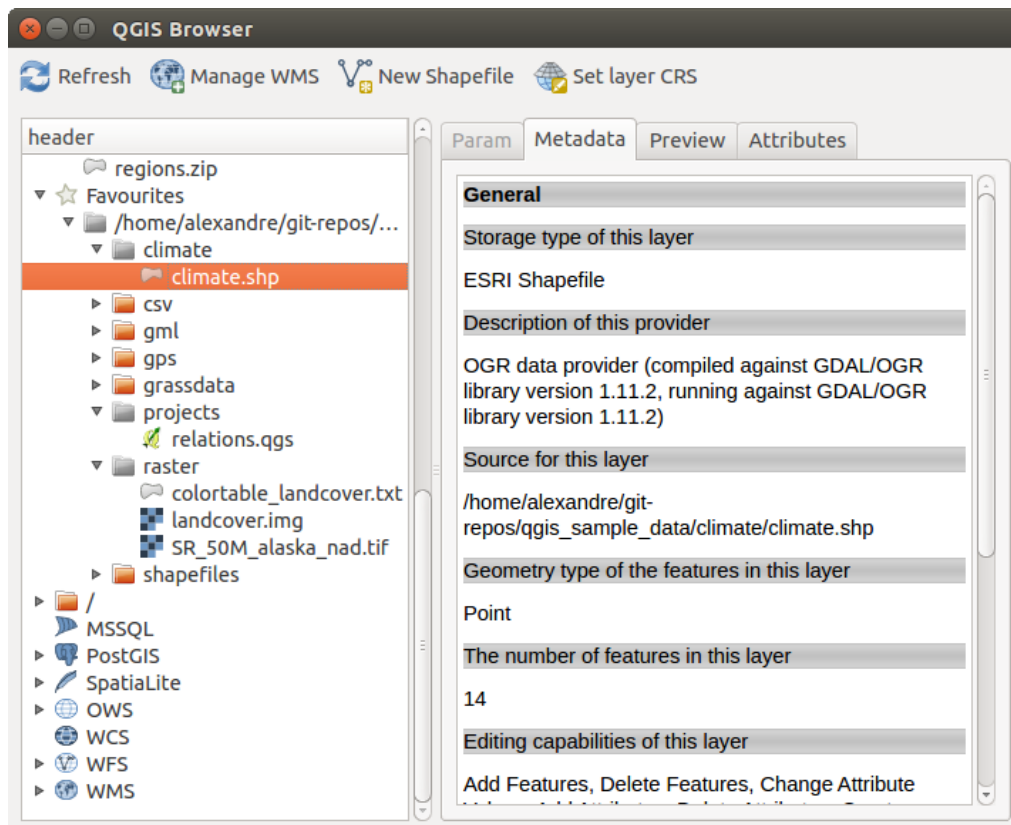 QGIS Browser
Refresh Manage WMS New Shapefile Set layer CRS
header
regions.zip
Favourites
/home/alexandre/git-repos/...
climate
climate.shp
csv
gml
gps
grassdata
projects
relations.qgs
raster
colortable_landcover.txt
landcover.img
SR_50M_alaska_nad.tif
shapefiles
/
MSSQL
PostGIS
SpatiaLite
OWS
WCS
WFS
WMS
Param Metadata Preview Attributes
General
Storage type of this layer
ESRI Shapefile
Description of this provider
OGR data provider (compiled against GDAL/OGR
library version 1.11.2, running against GDAL/OGR
library version 1.11.2)
Source for this layer
/home/alexandre/git-
repos/qgis_sample_data/climate/climate.shp
Geometry type of the features in this layer
Point
The number of features in this layer
14
Editing capabilities of this layer
Add Features, Delete Features, Change Attribute